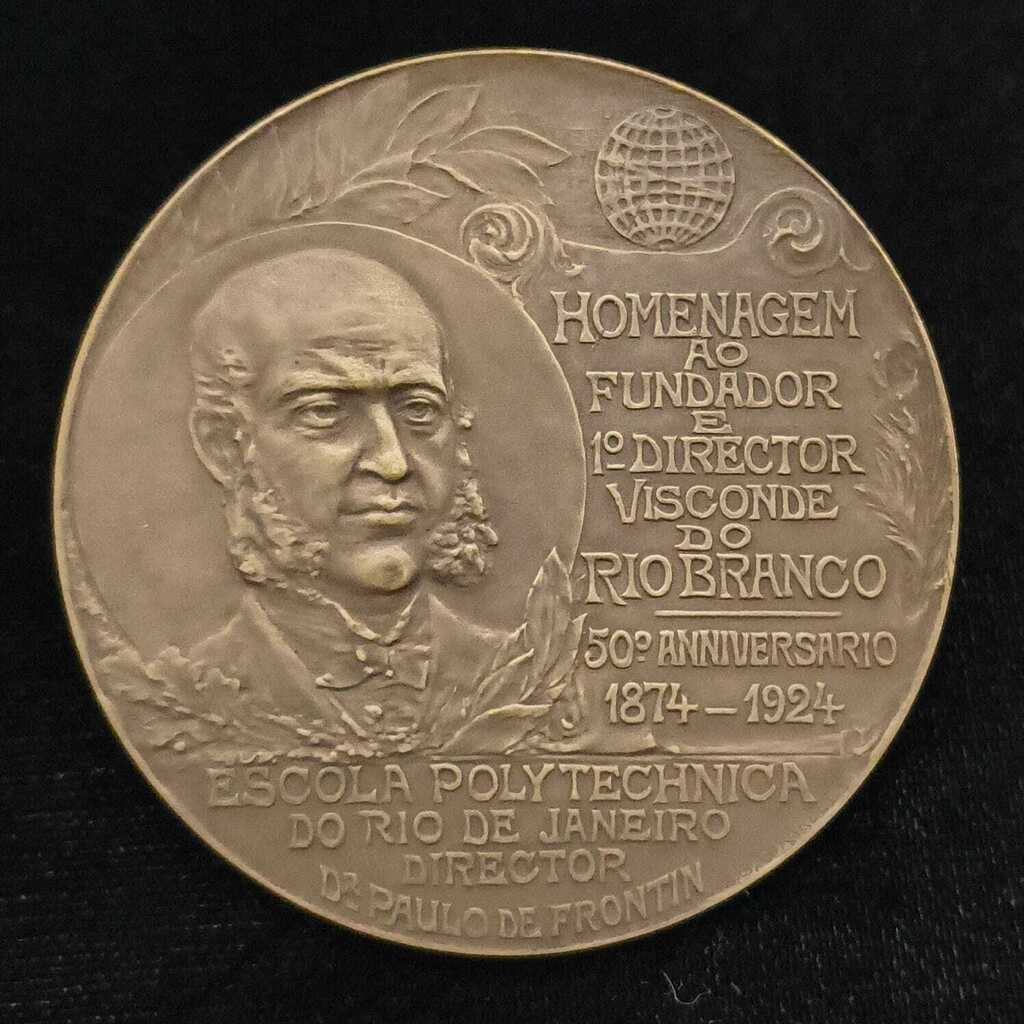 HOMENAGEM
AO
FUNDADOR
E
1º DIRECTOR
VISCONDE
DO
RIO BRANCO
50º ANNIVERSARIO
1874 – 1924
ESCOLA POLYTECHNICA
DO RIO DE JANEIRO
DIRECTOR
DR. PAULO DE FRONTIN